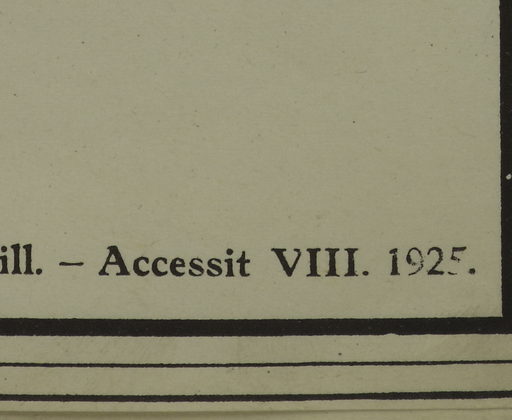 ill. – Accessit VIII. 1925.